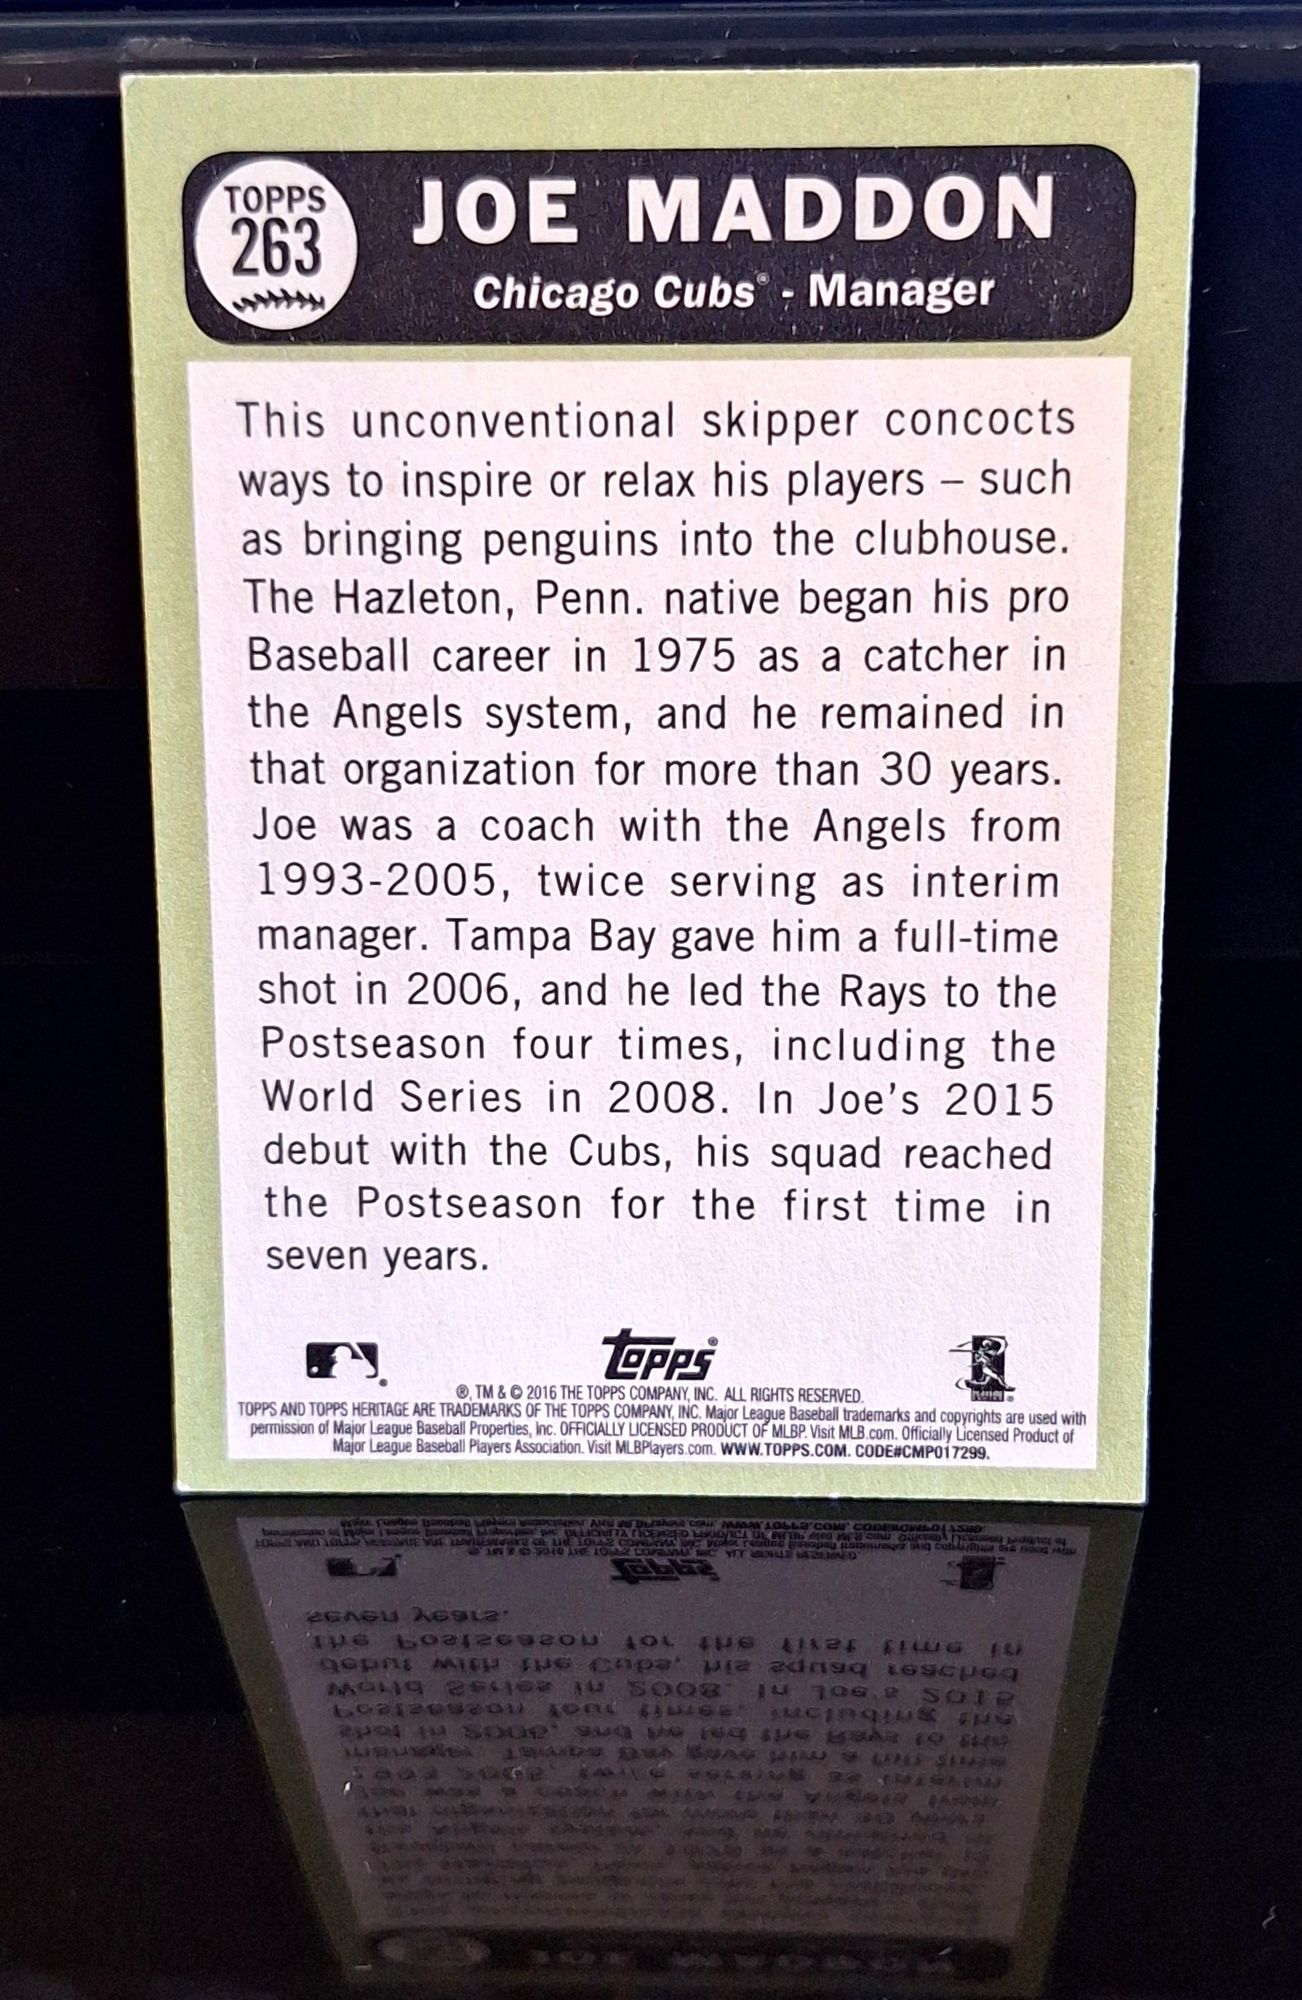 TOPPS
263
JOE MADDON
Chicago Cubs® - Manager
This unconventional skipper concocts
ways to inspire or relax his players – such
as bringing penguins into the clubhouse.
The Hazleton, Penn. native began his pro
Baseball career in 1975 as a catcher in
the Angels system, and he remained in
that organization for more than 30 years.
Joe was a coach with the Angels from
1993-2005, twice serving as interim
manager. Tampa Bay gave him a full-time
shot in 2006, and he led the Rays to the
Postseason four times, including the
World Series in 2008. In Joe's 2015
debut with the Cubs, his squad reached
the Postseason for the first time in
seven years.
topps®
®, TM & © 2016 THE TOPPS COMPANY, INC. ALL RIGHTS RESERVED.
TOPPS AND TOPPS HERITAGE ARE TRADEMARKS OF THE TOPPS COMPANY, INC. Major League Baseball trademarks and copyrights are used with
permission of Major League Baseball Properties, Inc. OFFICIALLY LICENSED PRODUCT OF MLBP. Visit MLB.com. Officially Licensed Product of
Major League Baseball Players Association. Visit MLBPlayers.com. WWW.TOPPS.COM. CODE#CMP017299.